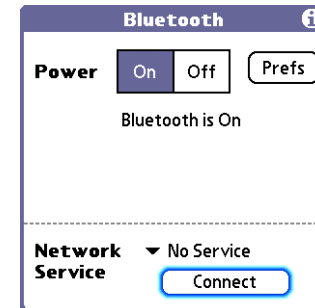 Bluetooth i
Power On Off Prefs
Bluetooth is On
Network No Service
Service
Connect